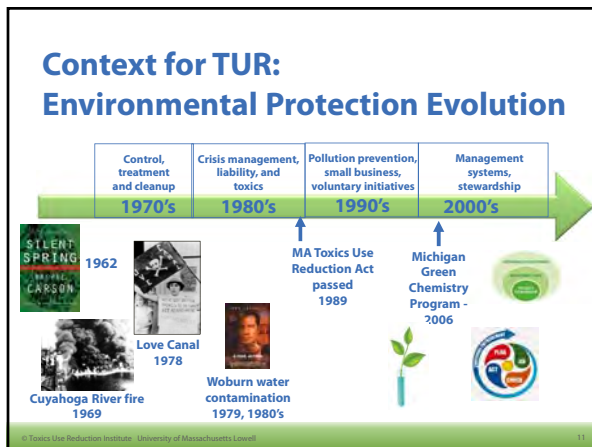 Context for TUR:
Environmental Protection Evolution
Control,
treatment
and cleanup
1970's
Crisis management,
liability, and
toxics
1980's
Pollution prevention,
small business,
voluntary initiatives
1990's
Management
systems,
stewardship
2000's
SILENT
SPRING
CARSON
1962
Cuyahoga River fire
1969
Love Canal
1978
Woburn water
contamination
1979, 1980's
MA Toxics Use
Reduction Act
passed
1989
Michigan
Green
Chemistry
Program -
2006
PLAN
DO
CHECK
ACT
© Toxics Use Reduction Institute University of Massachusetts Lowell
11